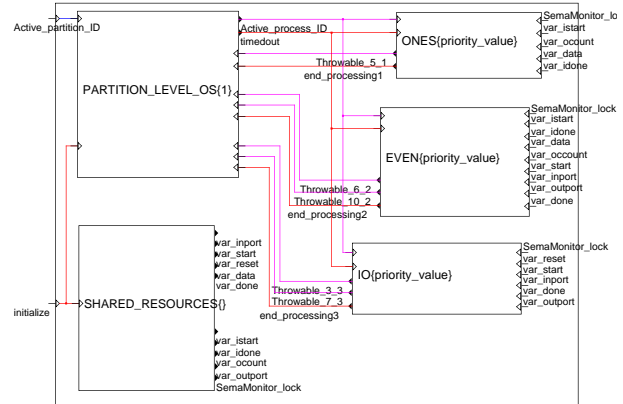 Active_partition_ID
PARTITION_LEVEL_OS{1}
Active_process_ID
timedout
Throwable_5_1
end_processing1
ONES{priority_value}
SemaMonitor_lo
var_istart
var_ocount
var_data
var_idone
EVEN{priority_value}
SemaMonitor_lock
var_istart
var_idone
var_data
var_occount
var_start
var_inport
var_outport
var_done
Throwable_6_2
Throwable_10_2
end_processing2
IO{priority_value}
SemaMonitor_lock
var_reset
var_start
var_inport
var_done
var_outport
Throwable_3_3
Throwable_7_3
end_processing3
initialize
SHARED_RESOURCES{}
var_inport
var_start
var_reset
var_data
var_done
var_istart
var_idone
var_ocount
var_outport
SemaMonitor_lock